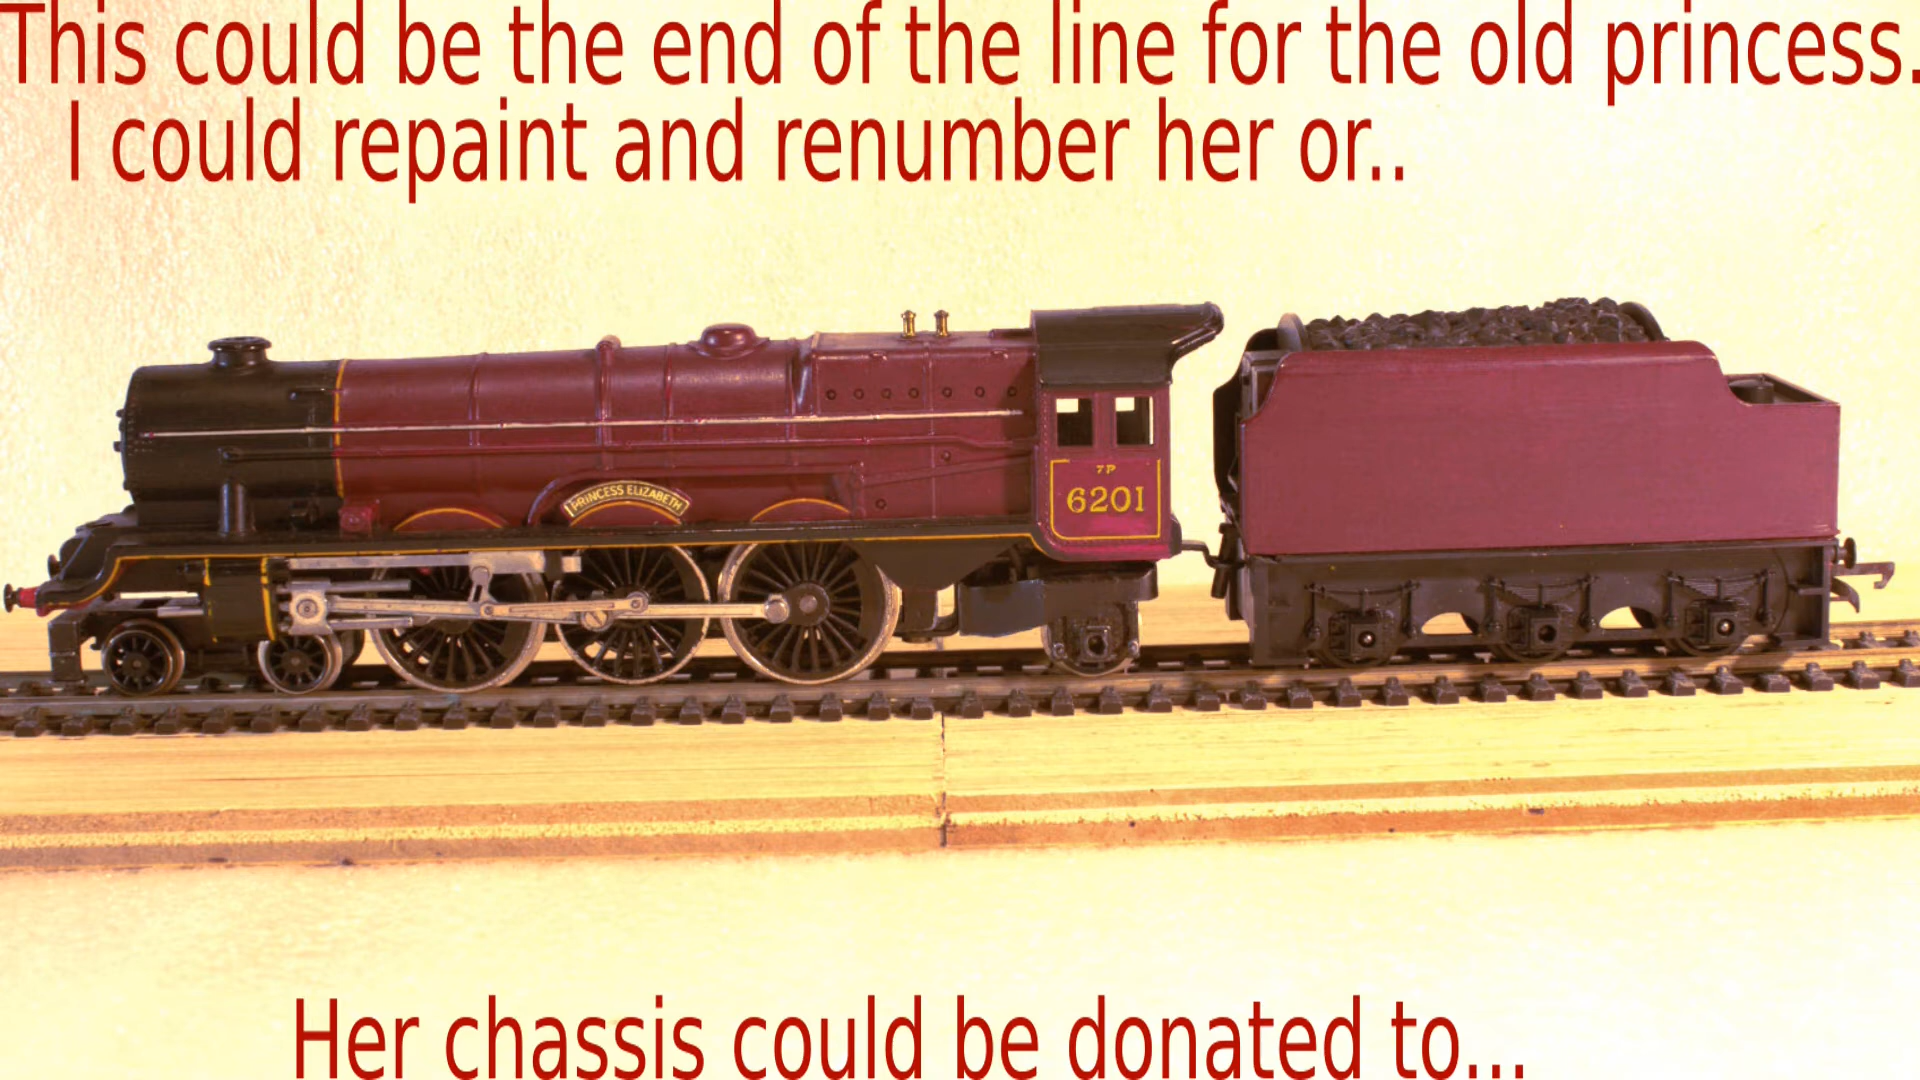 This could be the end of the line for the old princess.
I could repaint and renumber her or..
PRINCESS ELIZABETH
7P
6201
Her chassis could be donated to...